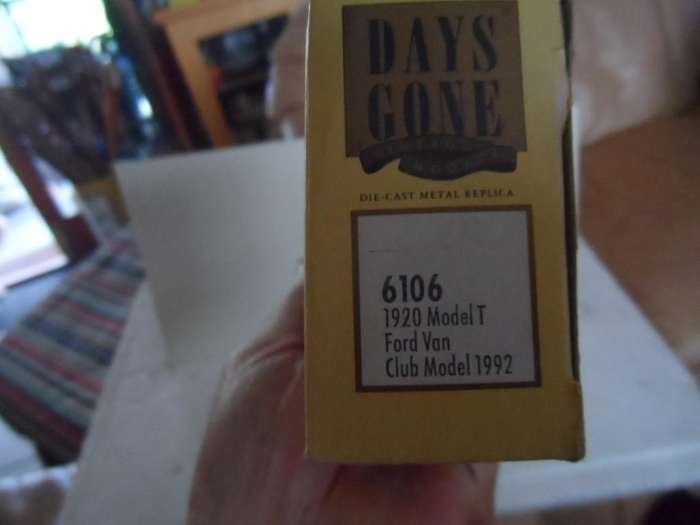 DAYS
GONE
DIE-CAST METAL REPLICA
6106
1920 Model T
Ford Van
Club Model 1992